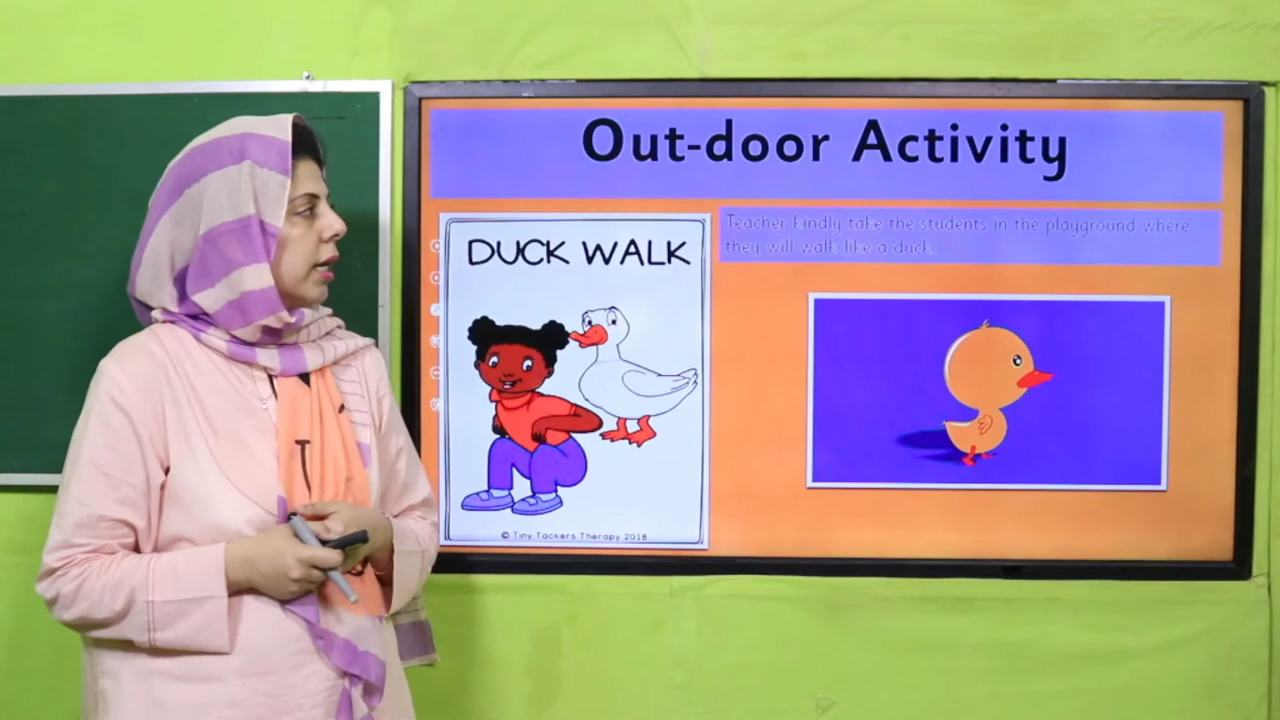 Out-door Activity
Teacher kindly take the students in the playground where
they will walk like a duck.
DUCK WALK
© Tiny Tackers Therapy 2018